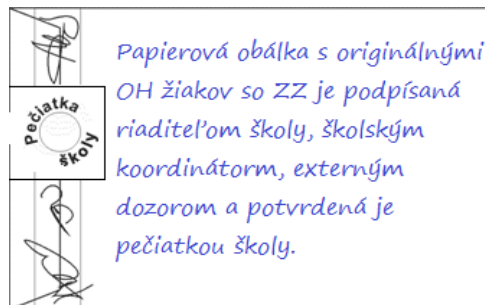 Pečiatka
školy
Papierová obálka s originálnymi
OH žiakov so ZZ je podpísaná
riaditeľom školy, školským
koordinátorm, externým
dozorom a potvrdená je
pečiatkou školy.